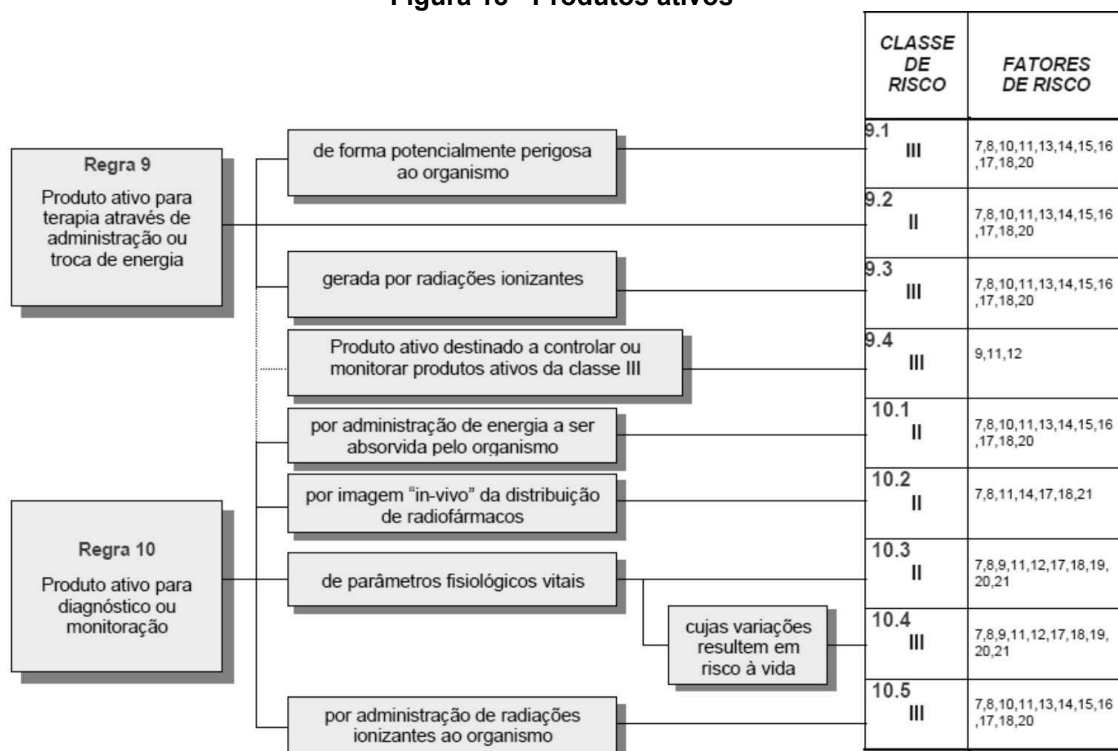 Figura 10 - Produtos ativos
CLASSE
DE
RISCO
FATORES
DE RISCO
Regra 9
Produto ativo para
terapia através de
administração ou
troca de energia
de forma potencialmente perigosa
ao organismo
9.1
III
7,8,10,11,13,14,15,16
,17,18,20
9.2
II
7,8,10,11,13,14,15,16
,17,18,20
gerada por radiações ionizantes
9.3
III
7,8,10,11,13,14,15,16
,17,18,20
Produto ativo destinado a controlar ou
monitorar produtos ativos da classe III
9.4
III
9,11,12
Regra 10
Produto ativo para
diagnóstico ou
monitoração
por administração de energia a ser
absorvida pelo organismo
10.1
II
7,8,10,11,13,14,15,16
,17,18,20
por imagem “in-vivo” da distribuição
de radiofármacos
10.2
II
7,8,11,14,17,18,21
de parâmetros fisiológicos vitais
10.3
II
7,8,9,11,12,17,18,19,
20,21
cujas variações
resultem em
risco à vida
10.4
III
7,8,9,11,12,17,18,19,
20,21
por administração de radiações
ionizantes ao organismo
10.5
III
7,8,10,11,13,14,15,16
,17,18,20